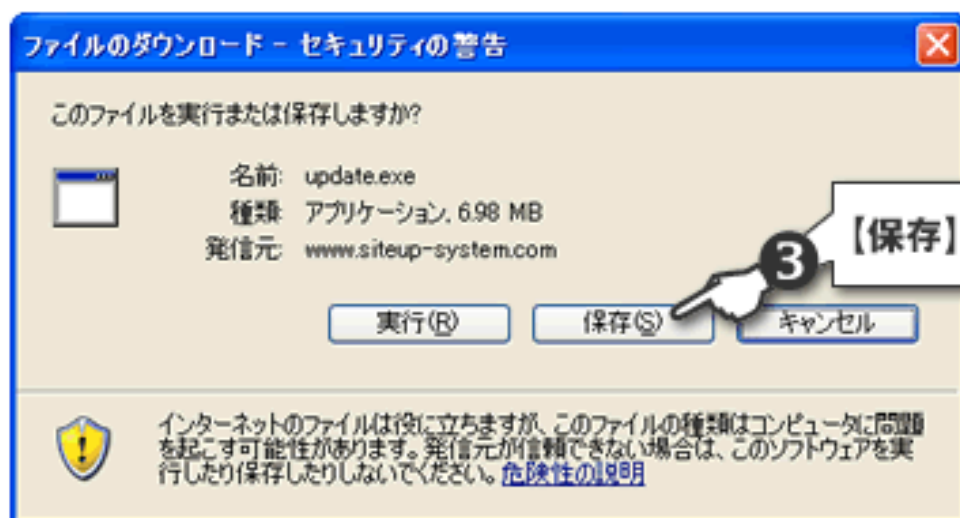 ファイルのダウンロード - セキュリティの警告
このファイルを実行または保存しますか?
名前: update.exe
種類: アプリケーション, 6.98 MB
発信元: www.siteup-system.com
3
【保存】
実行(R) 保存(S) キャンセル
インターネットのファイルは役に立ちますが、このファイルの種類はコンピュータに問題
を起こす可能性があります。発信元が信頼できない場合は、このソフトウェアを実
行したり保存したりしないでください。危険性の説明